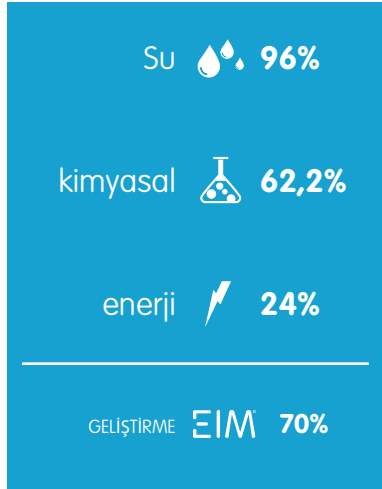 Su 96%
kimyasal 62,2%
enerji 24%
GELİŞTİRME EIM 70%